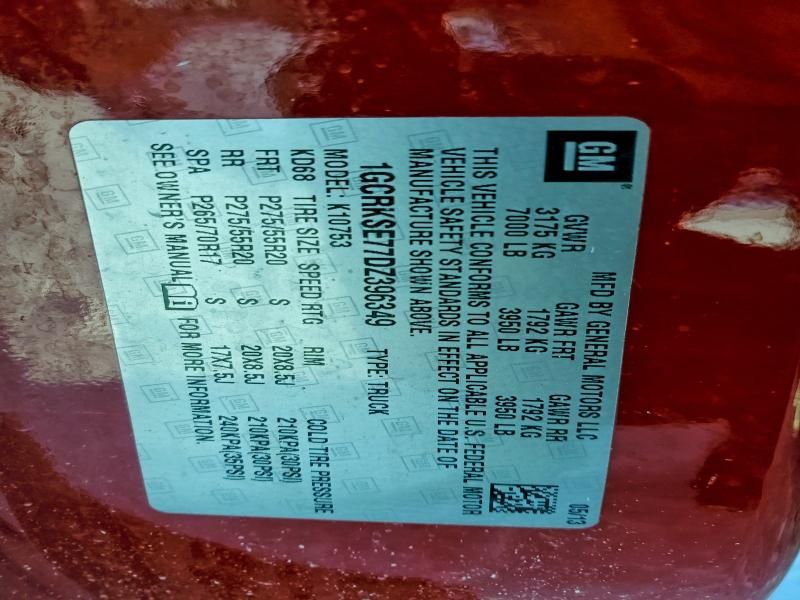 GM
MFD BY GENERAL MOTORS LLC 05/13
GVWR GAWR FRT GAWR RR
3175 KG 1792 KG 1792 KG
7000 LB 3950 LB 3950 LB
THIS VEHICLE CONFORMS TO ALL APPLICABLE U.S. FEDERAL MOTOR
VEHICLE SAFETY STANDARDS IN EFFECT ON THE DATE OF
MANUFACTURE SHOWN ABOVE.
1GCRKSE77DZ396349 TYPE: TRUCK
MODEL: K10753
KD68 TIRE SIZE SPEED RTG RIM COLD TIRE PRESSURE
FRT P275/55R20 S 20X8.5J 210KPA(30PSI)
RR P275/55R20 S 20X8.5J 210KPA(30PSI)
SPA P265/70R17 S 17X7.5J 240KPA(35PSI)
SEE OWNER'S MANUAL FOR MORE INFORMATION